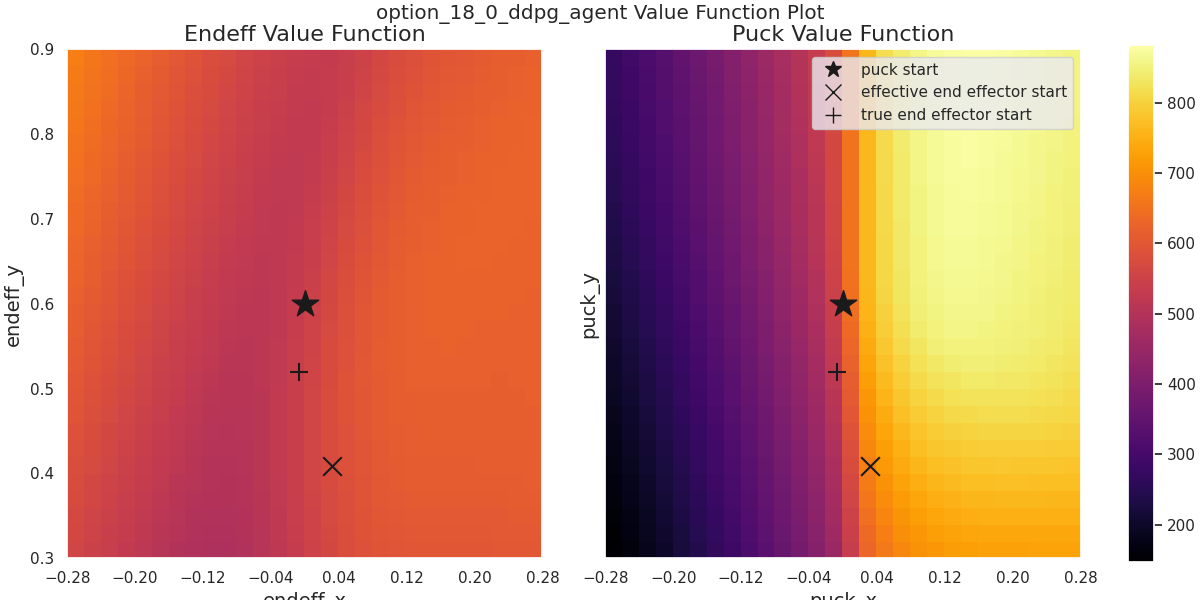 option_18_0_ddpg_agent Value Function Plot
Endeff Value Function
Puck Value Function
puck start
effective end effector start
true end effector start
endeff_y
0.9
0.8
0.7
0.6
0.5
0.4
0.3
−0.28 −0.20 −0.12 −0.04 0.04 0.12 0.20 0.28
endeff_x
puck_y
−0.28 −0.20 −0.12 −0.04 0.04 0.12 0.20 0.28
puck_x
800
700
600
500
400
300
200